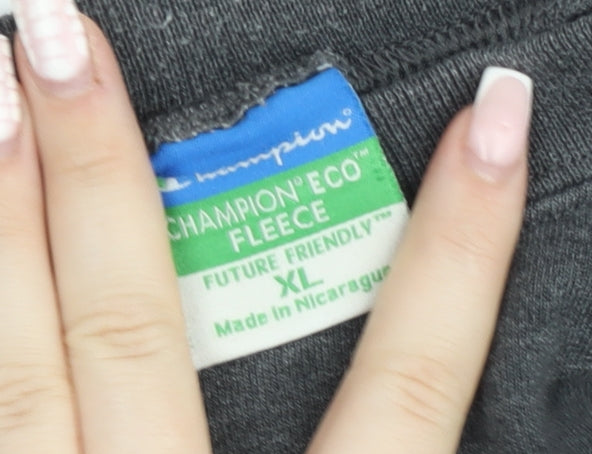 Champion®
CHAMPION® ECO™
FLEECE
FUTURE FRIENDLY™
XL
Made in Nicaragua